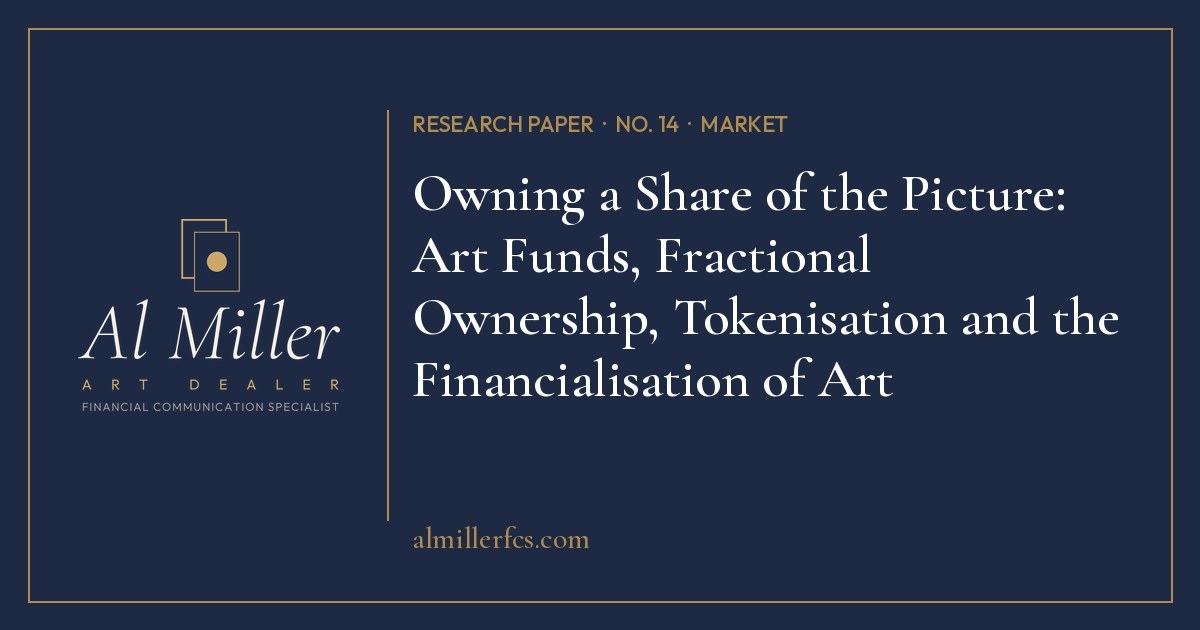 Al Miller
ART DEALER
FINANCIAL COMMUNICATION SPECIALIST
RESEARCH PAPER · NO. 14 · MARKET
Owning a Share of the Picture:
Art Funds, Fractional
Ownership, Tokenisation and the
Financialisation of Art
almillerfcs.com